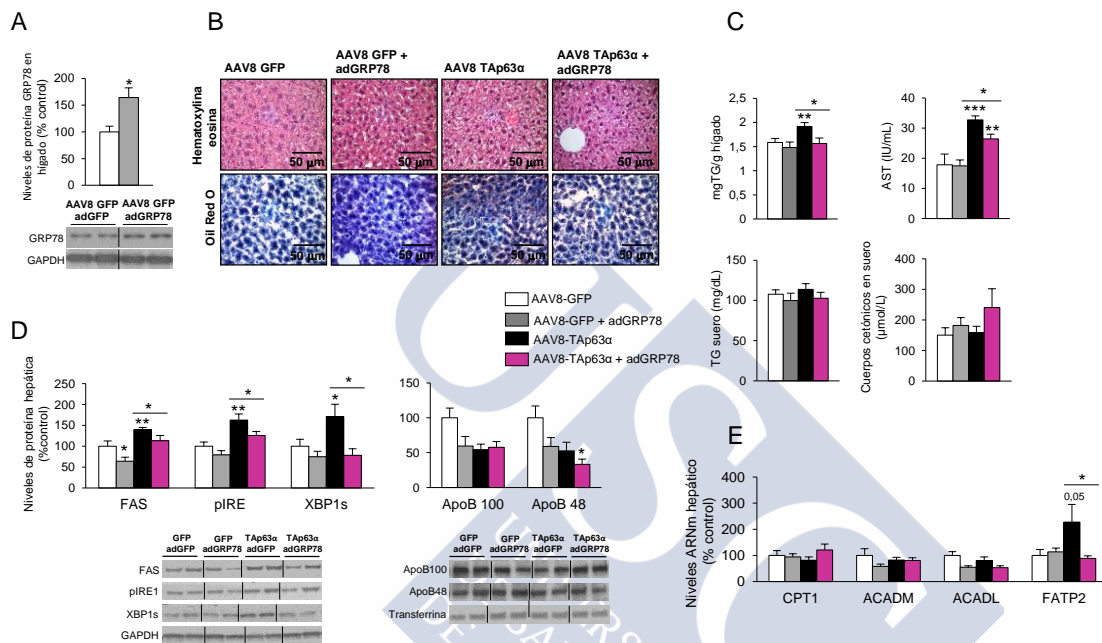 A
Niveles de proteína GRP78 en
hígado (% control)
200
150
100
50
0
*
AAV8 GFP
adGFP
AAV8 GFP
adGRP78
GRP78
GAPDH
B
AAV8 GFP
AAV8 GFP +
adGRP78
AAV8 TAp63α
AAV8 TAp63α +
adGRP78
Hematoxylina
eosina
50 µm
50 µm
50 µm
50 µm
Oil Red O
50 µm
50 µm
50 µm
50 µm
C
mgTG/g hígado
2,5
2
1,5
1
0,5
0
**
*
AST (IU/mL)
40
30
20
10
0
***
**
*
TG suero (mg/dL)
150
100
50
0
Cuerpos cetónicos en suero
(µmol/L)
400
300
200
100
0
AAV8-GFP
AAV8-GFP + adGRP78
AAV8-TAp63α
AAV8-TAp63α + adGRP78
D
Niveles de proteína hepática
(%control)
250
200
150
100
50
0
*
**
*
**
*
*
*
FAS
pIRE
XBP1s
150
100
50
0
*
ApoB 100
ApoB 48
GFP
adGFP
GFP
adGRP78
TAp63α
adGFP
TAp63α
adGRP78
FAS
pIRE1
XBP1s
GAPDH
GFP
adGFP
GFP
adGRP78
TAp63α
adGFP
TAp63α
adGRP78
ApoB100
ApoB48
Transferrina
E
Niveles ARNm hepático
(% control)
400
300
200
100
0
0,05
*
CPT1
ACADM
ACADL
FATP2
USC